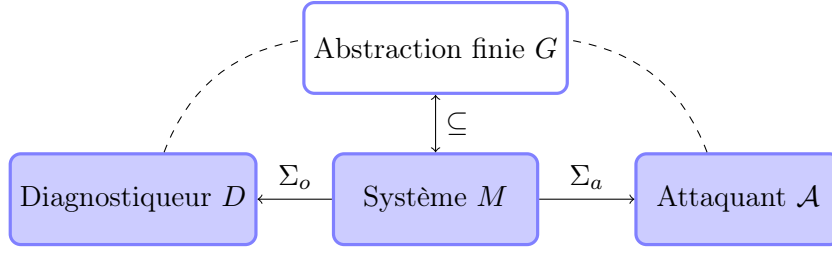 Abstraction finie G
⊆
Diagnostiqueur D
Σo
Système M
Σa
Attaquant 𝒜